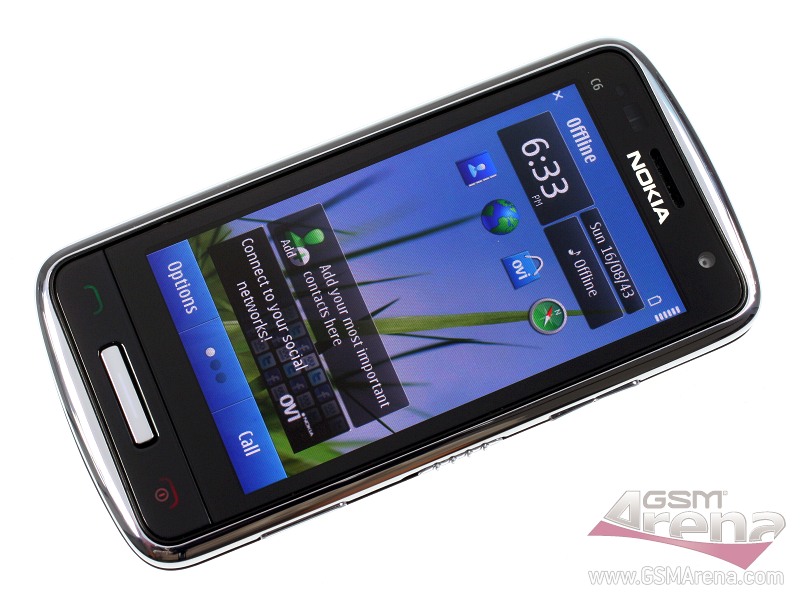 C6
NOKIA
Offline
6:33
PM
Sun 16/08/43
Offline
OVI
N
Add
Add your most important
contacts here
Connect to your social
networks!
OVI
NOKIA
Options
Call
GSM
Arena
www.GSMArena.com